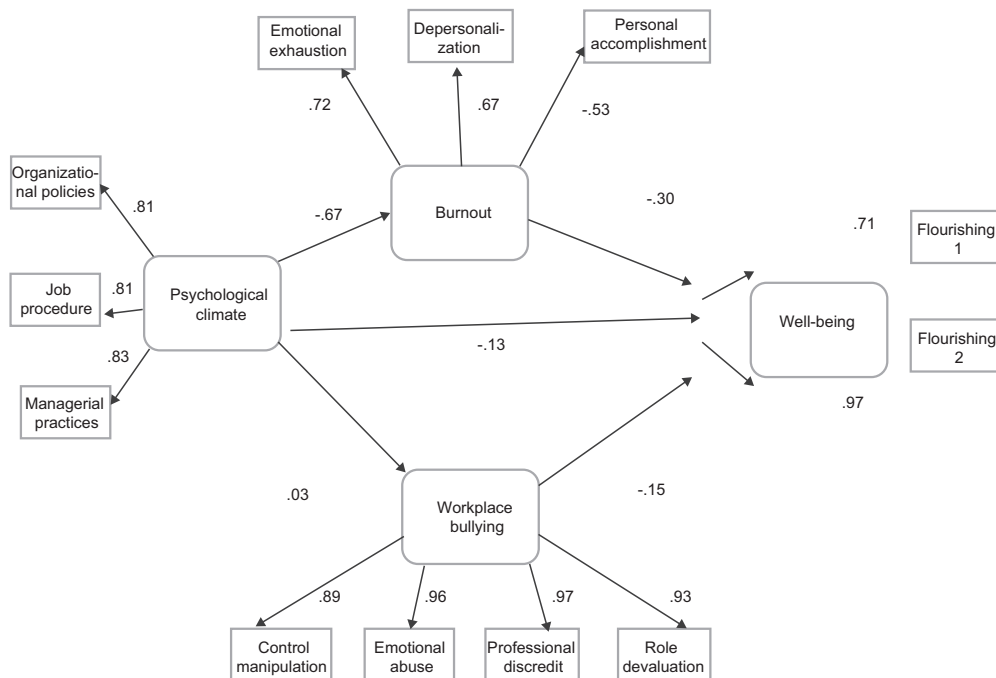 Emotional
exhaustion
Depersonali-
zation
Personal
accomplishment
.72
.67
-.53
Organizatio-
nal policies
.81
-.67
Burnout
-.30
.71
Flourishing
1
Job
procedure
.81
Psychological
climate
Well-being
-.13
Flourishing
2
.83
Managerial
practices
.97
.03
Workplace
bullying
-.15
.89
.96
.97
.93
Control
manipulation
Emotional
abuse
Professional
discredit
Role
devaluation